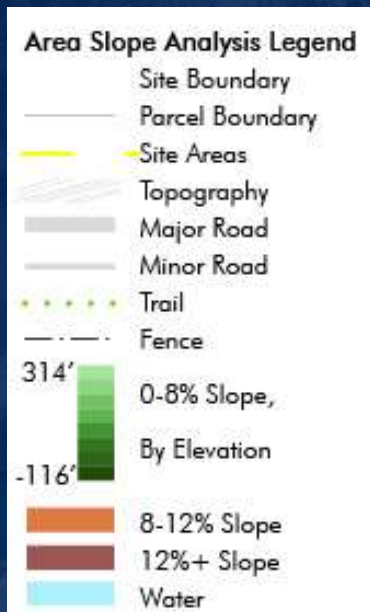 Area Slope Analysis Legend
Site Boundary
Parcel Boundary
Site Areas
Topography
Major Road
Minor Road
Trail
Fence
314'
0-8% Slope,
By Elevation
-116'
8-12% Slope
12%+ Slope
Water